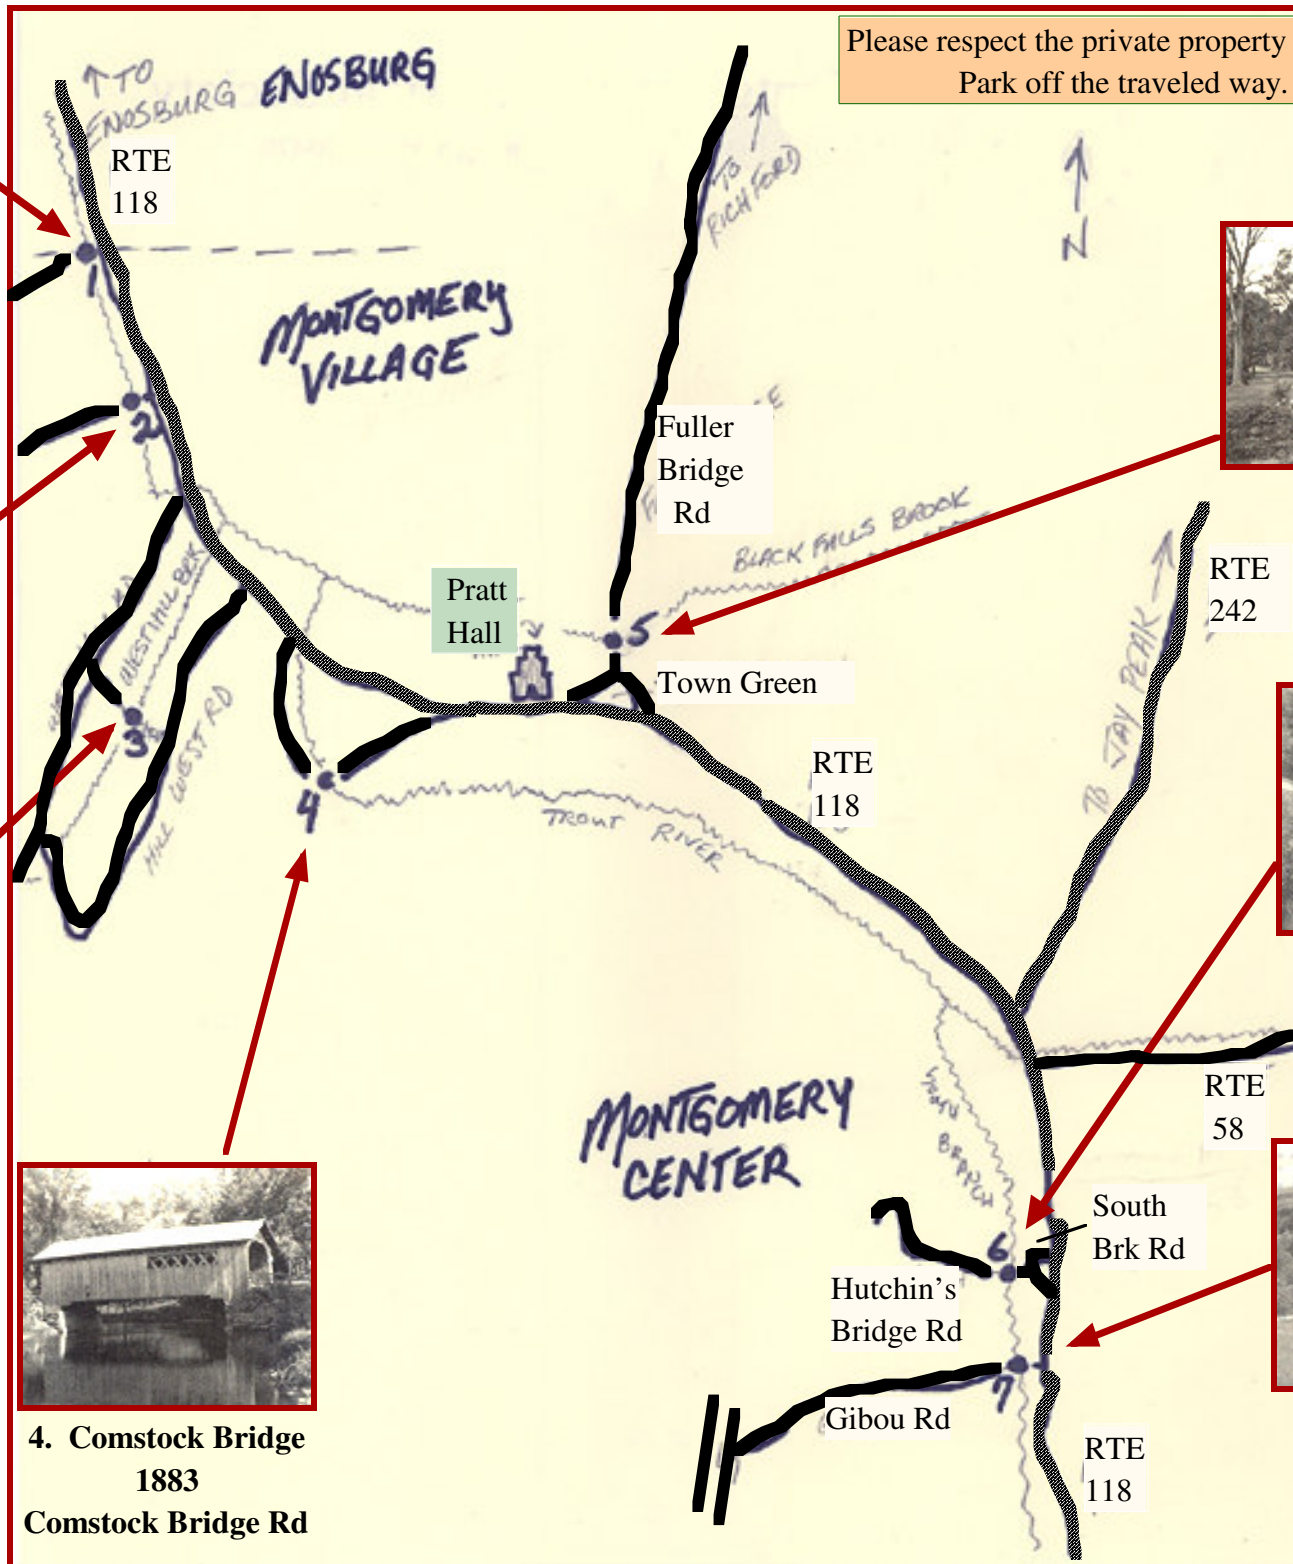 Please respect the private property
Park off the traveled way.
↑ TO
ENOSBURG ENOSBURG
RTE
118
TO
RICHFORD
N
1
MONTGOMERY
VILLAGE
2
Fuller
Bridge
Rd
BLACK FALLS BROOK
RTE
242
Pratt
Hall
5
Town Green
WEST HILL BRK
3
HILL WEST RD
4
TROUT RIVER
RTE
118
TO JAY PEAK
MONTGOMERY
CENTER
BRANCH
RTE
58
South
Brk Rd
6
Hutchin's
Bridge Rd
7
Gibou Rd
RTE
118
4. Comstock Bridge
1883
Comstock Bridge Rd